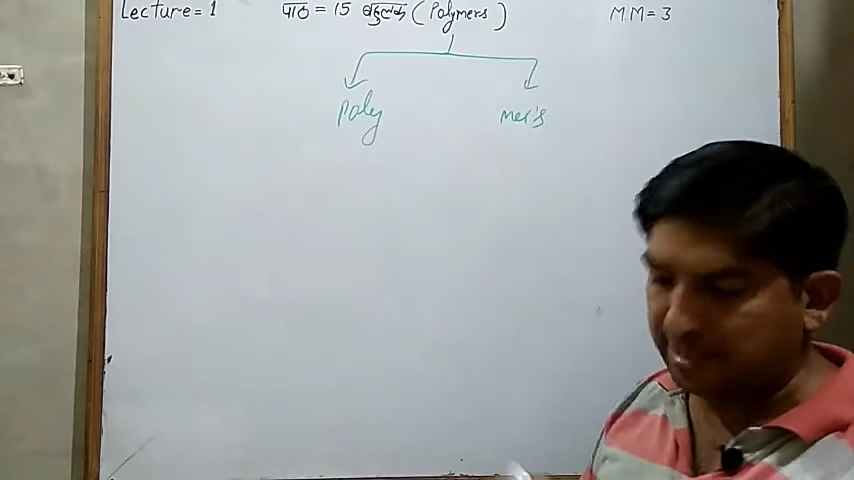 Lecture = 1 पाठ = 15 बहुलक ( Polymers ) M.M = 3
Poly mer's